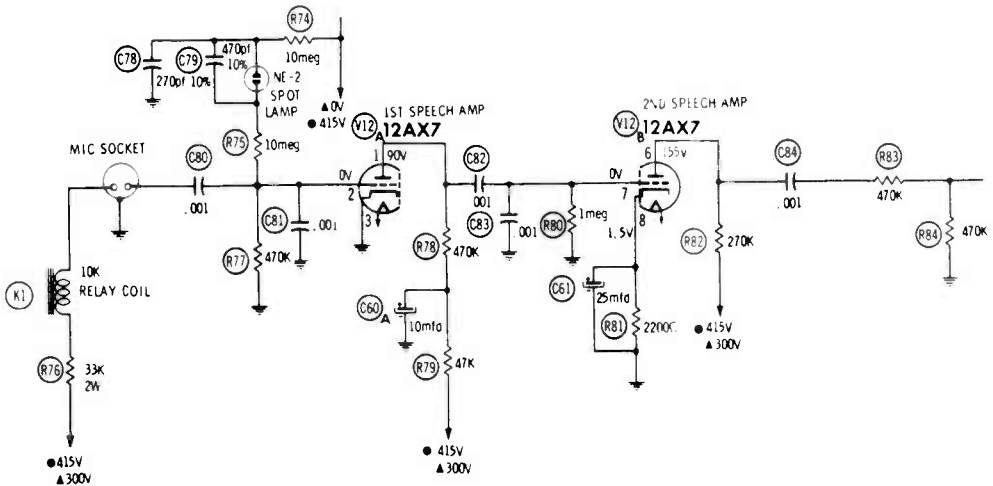 R74
10meg
C78
270pf 10%
C79
470pf
10%
NE-2
SPOT
LAMP
▲ 0V
● 415V
R75
10meg
MIC SOCKET
C80
.001
C81
.001
R77
470K
K1
10K
RELAY COIL
R76
33K
2W
● 415V
▲ 300V
1ST SPEECH AMP
V12
A
12AX7
1
90V
0V
2
3
C82
.001
C83
.001
R78
470K
C60
A
10mfd
R79
47K
● 415V
▲ 300V
R80
1meg
2ND SPEECH AMP
V12
B
12AX7
6
155v
0V
7
8
1.5V
C61
25mfd
R81
R82
270K
● 415V
▲ 300V
C84
.001
R83
470K
R84
470K